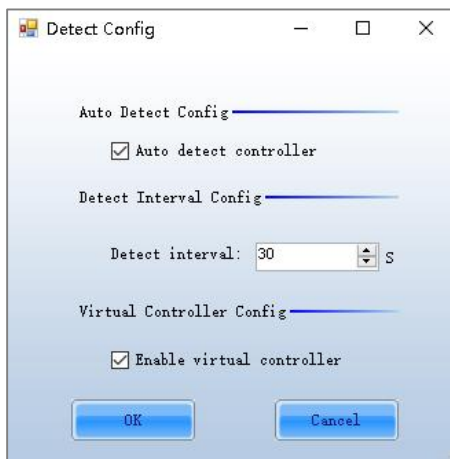 Detect Config
Auto Detect Config
Auto detect controller
Detect Interval Config
Detect interval: 30 S
Virtual Controller Config
Enable virtual controller
OK Cancel